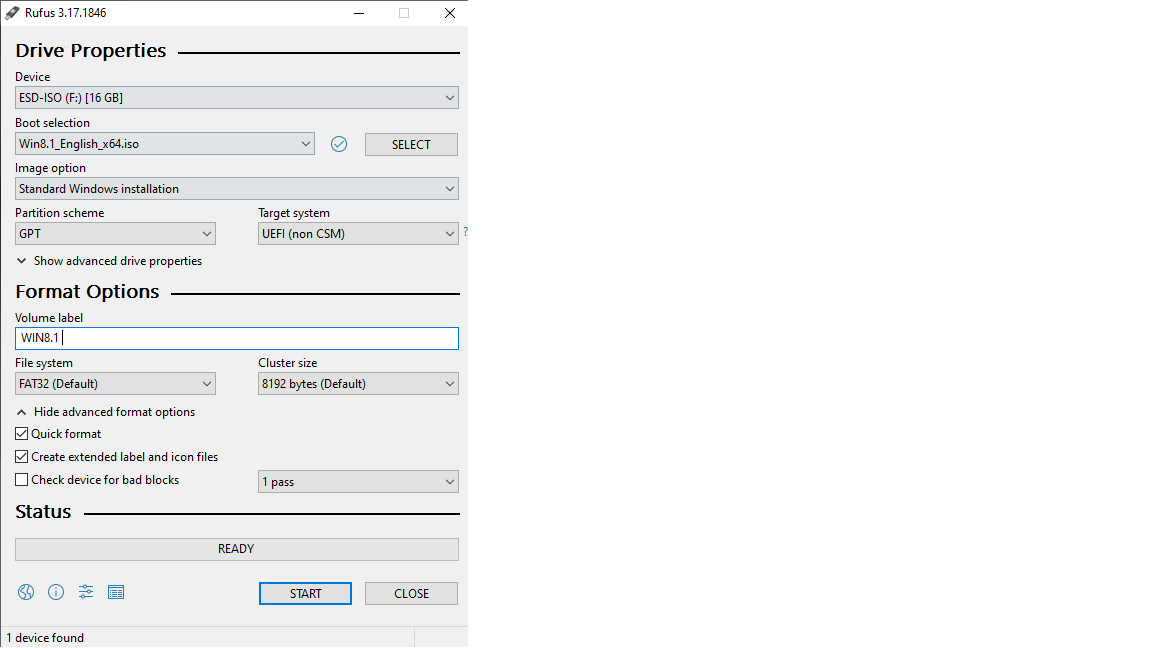 Rufus 3.17.1846
Drive Properties
Device
ESD-ISO (F:) [16 GB]
Boot selection
Win8.1_English_x64.iso
SELECT
Image option
Standard Windows installation
Partition scheme
Target system
GPT
UEFI (non CSM)
?
Show advanced drive properties
Format Options
Volume label
WIN8.1
File system
Cluster size
FAT32 (Default)
8192 bytes (Default)
Hide advanced format options
Quick format
Create extended label and icon files
Check device for bad blocks
1 pass
Status
READY
START
CLOSE
1 device found